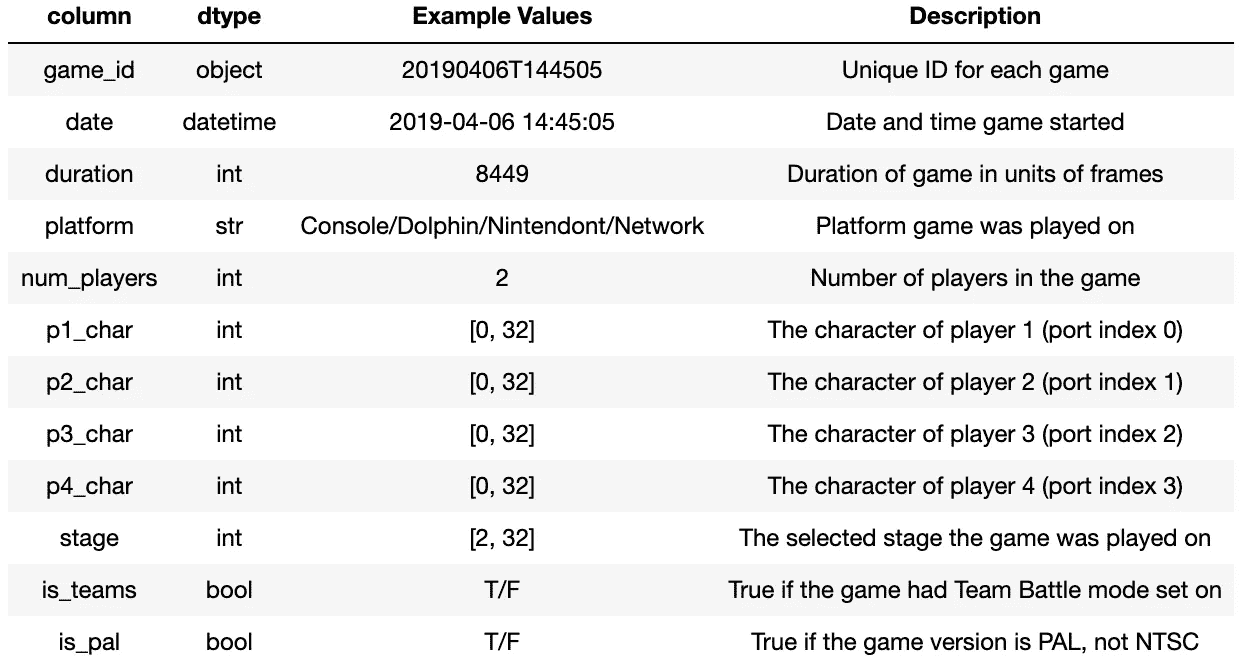 column dtype Example Values Description
game_id object 20190406T144505 Unique ID for each game
date datetime 2019-04-06 14:45:05 Date and time game started
duration int 8449 Duration of game in units of frames
platform str Console/Dolphin/Nintendont/Network Platform game was played on
num_players int 2 Number of players in the game
p1_char int [0, 32] The character of player 1 (port index 0)
p2_char int [0, 32] The character of player 2 (port index 1)
p3_char int [0, 32] The character of player 3 (port index 2)
p4_char int [0, 32] The character of player 4 (port index 3)
stage int [2, 32] The selected stage the game was played on
is_teams bool T/F True if the game had Team Battle mode set on
is_pal bool T/F True if the game version is PAL, not NTSC